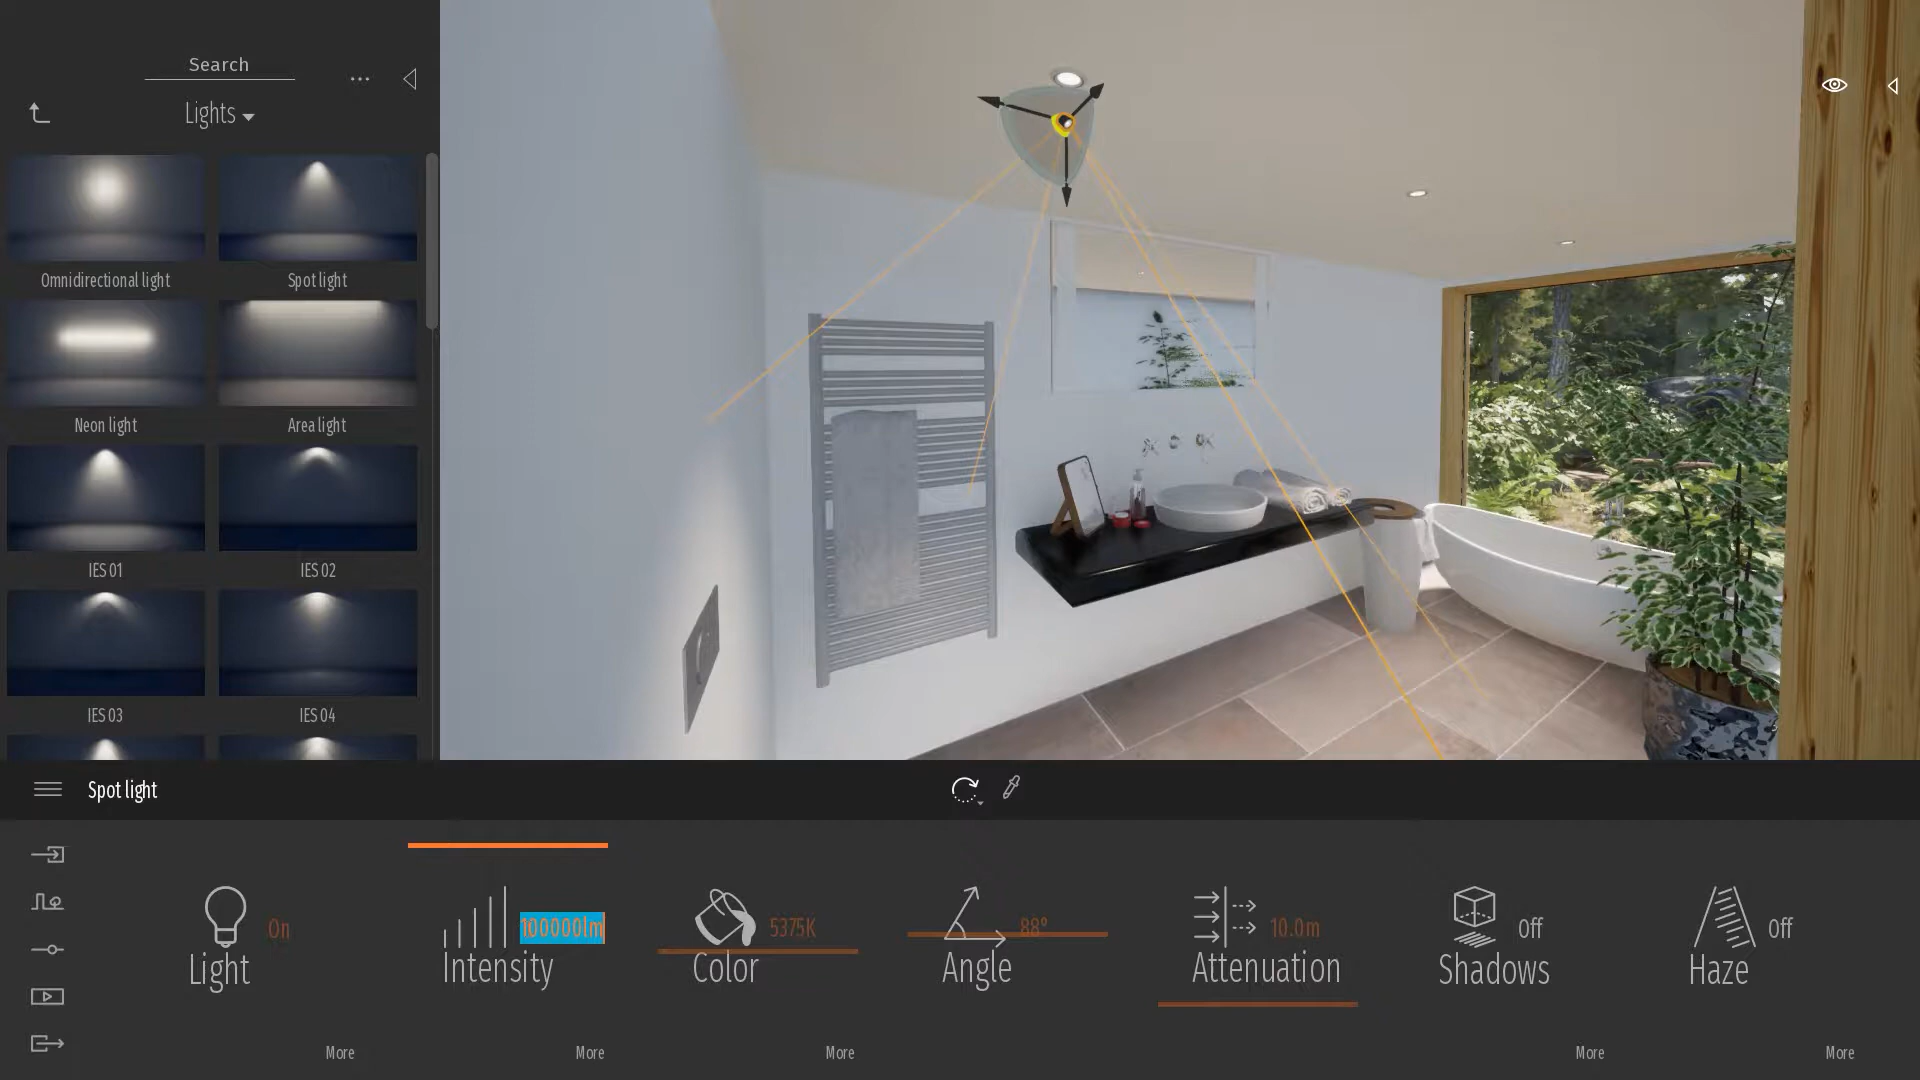 Search
Lights
Omnidirectional light
Spot light
Neon light
Area light
IES 01
IES 02
IES 03
IES 04
Spot light
On
Light
More
100000lm
Intensity
More
5375K
Color
More
88°
Angle
10.0m
Attenuation
Off
Shadows
More
Off
Haze
More